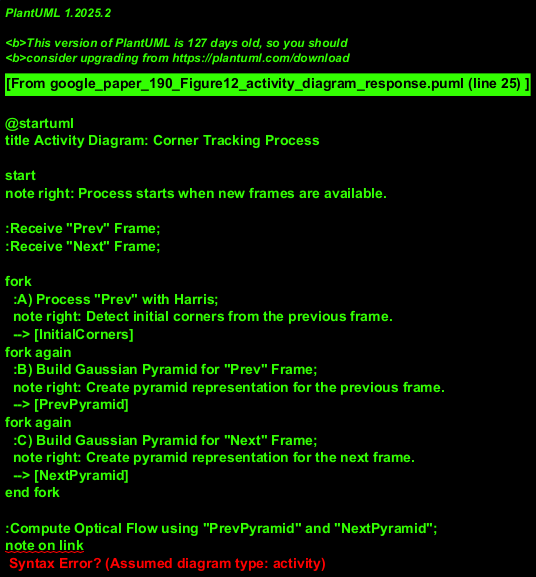 PlantUML 1.2025.2
<b>This version of PlantUML is 127 days old, so you should
<b>consider upgrading from https://plantuml.com/download
[From google_paper_190_Figure12_activity_diagram_response.puml (line 25) ]
@startuml
title Activity Diagram: Corner Tracking Process
start
note right: Process starts when new frames are available.
:Receive "Prev" Frame;
:Receive "Next" Frame;
fork
:A) Process "Prev" with Harris;
note right: Detect initial corners from the previous frame.
--> [InitialCorners]
fork again
:B) Build Gaussian Pyramid for "Prev" Frame;
note right: Create pyramid representation for the previous frame.
--> [PrevPyramid]
fork again
:C) Build Gaussian Pyramid for "Next" Frame;
note right: Create pyramid representation for the next frame.
--> [NextPyramid]
end fork
:Compute Optical Flow using "PrevPyramid" and "NextPyramid";
note on link
Syntax Error? (Assumed diagram type: activity)